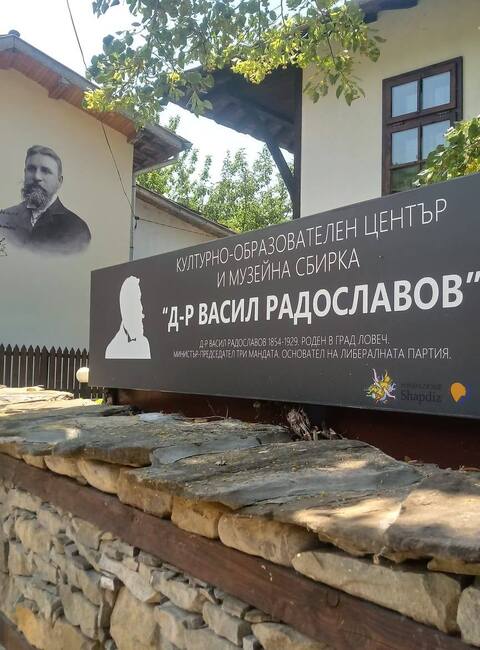 КУЛТУРНО-ОБРАЗОВАТЕЛЕН ЦЕНТЪР
И МУЗЕЙНА СБИРКА
"Д-Р ВАСИЛ РАДОСЛАВОВ"
Д-Р ВАСИЛ РАДОСЛАВОВ 1854-1929. РОДЕН В ГРАД ЛОВЕЧ.
МИНИСТЪР-ПРЕДСЕДАТЕЛ ТРИ МАНДАТА. ОСНОВАТЕЛ НА ЛИБЕРАЛНАТА ПАРТИЯ.
Shapdiz